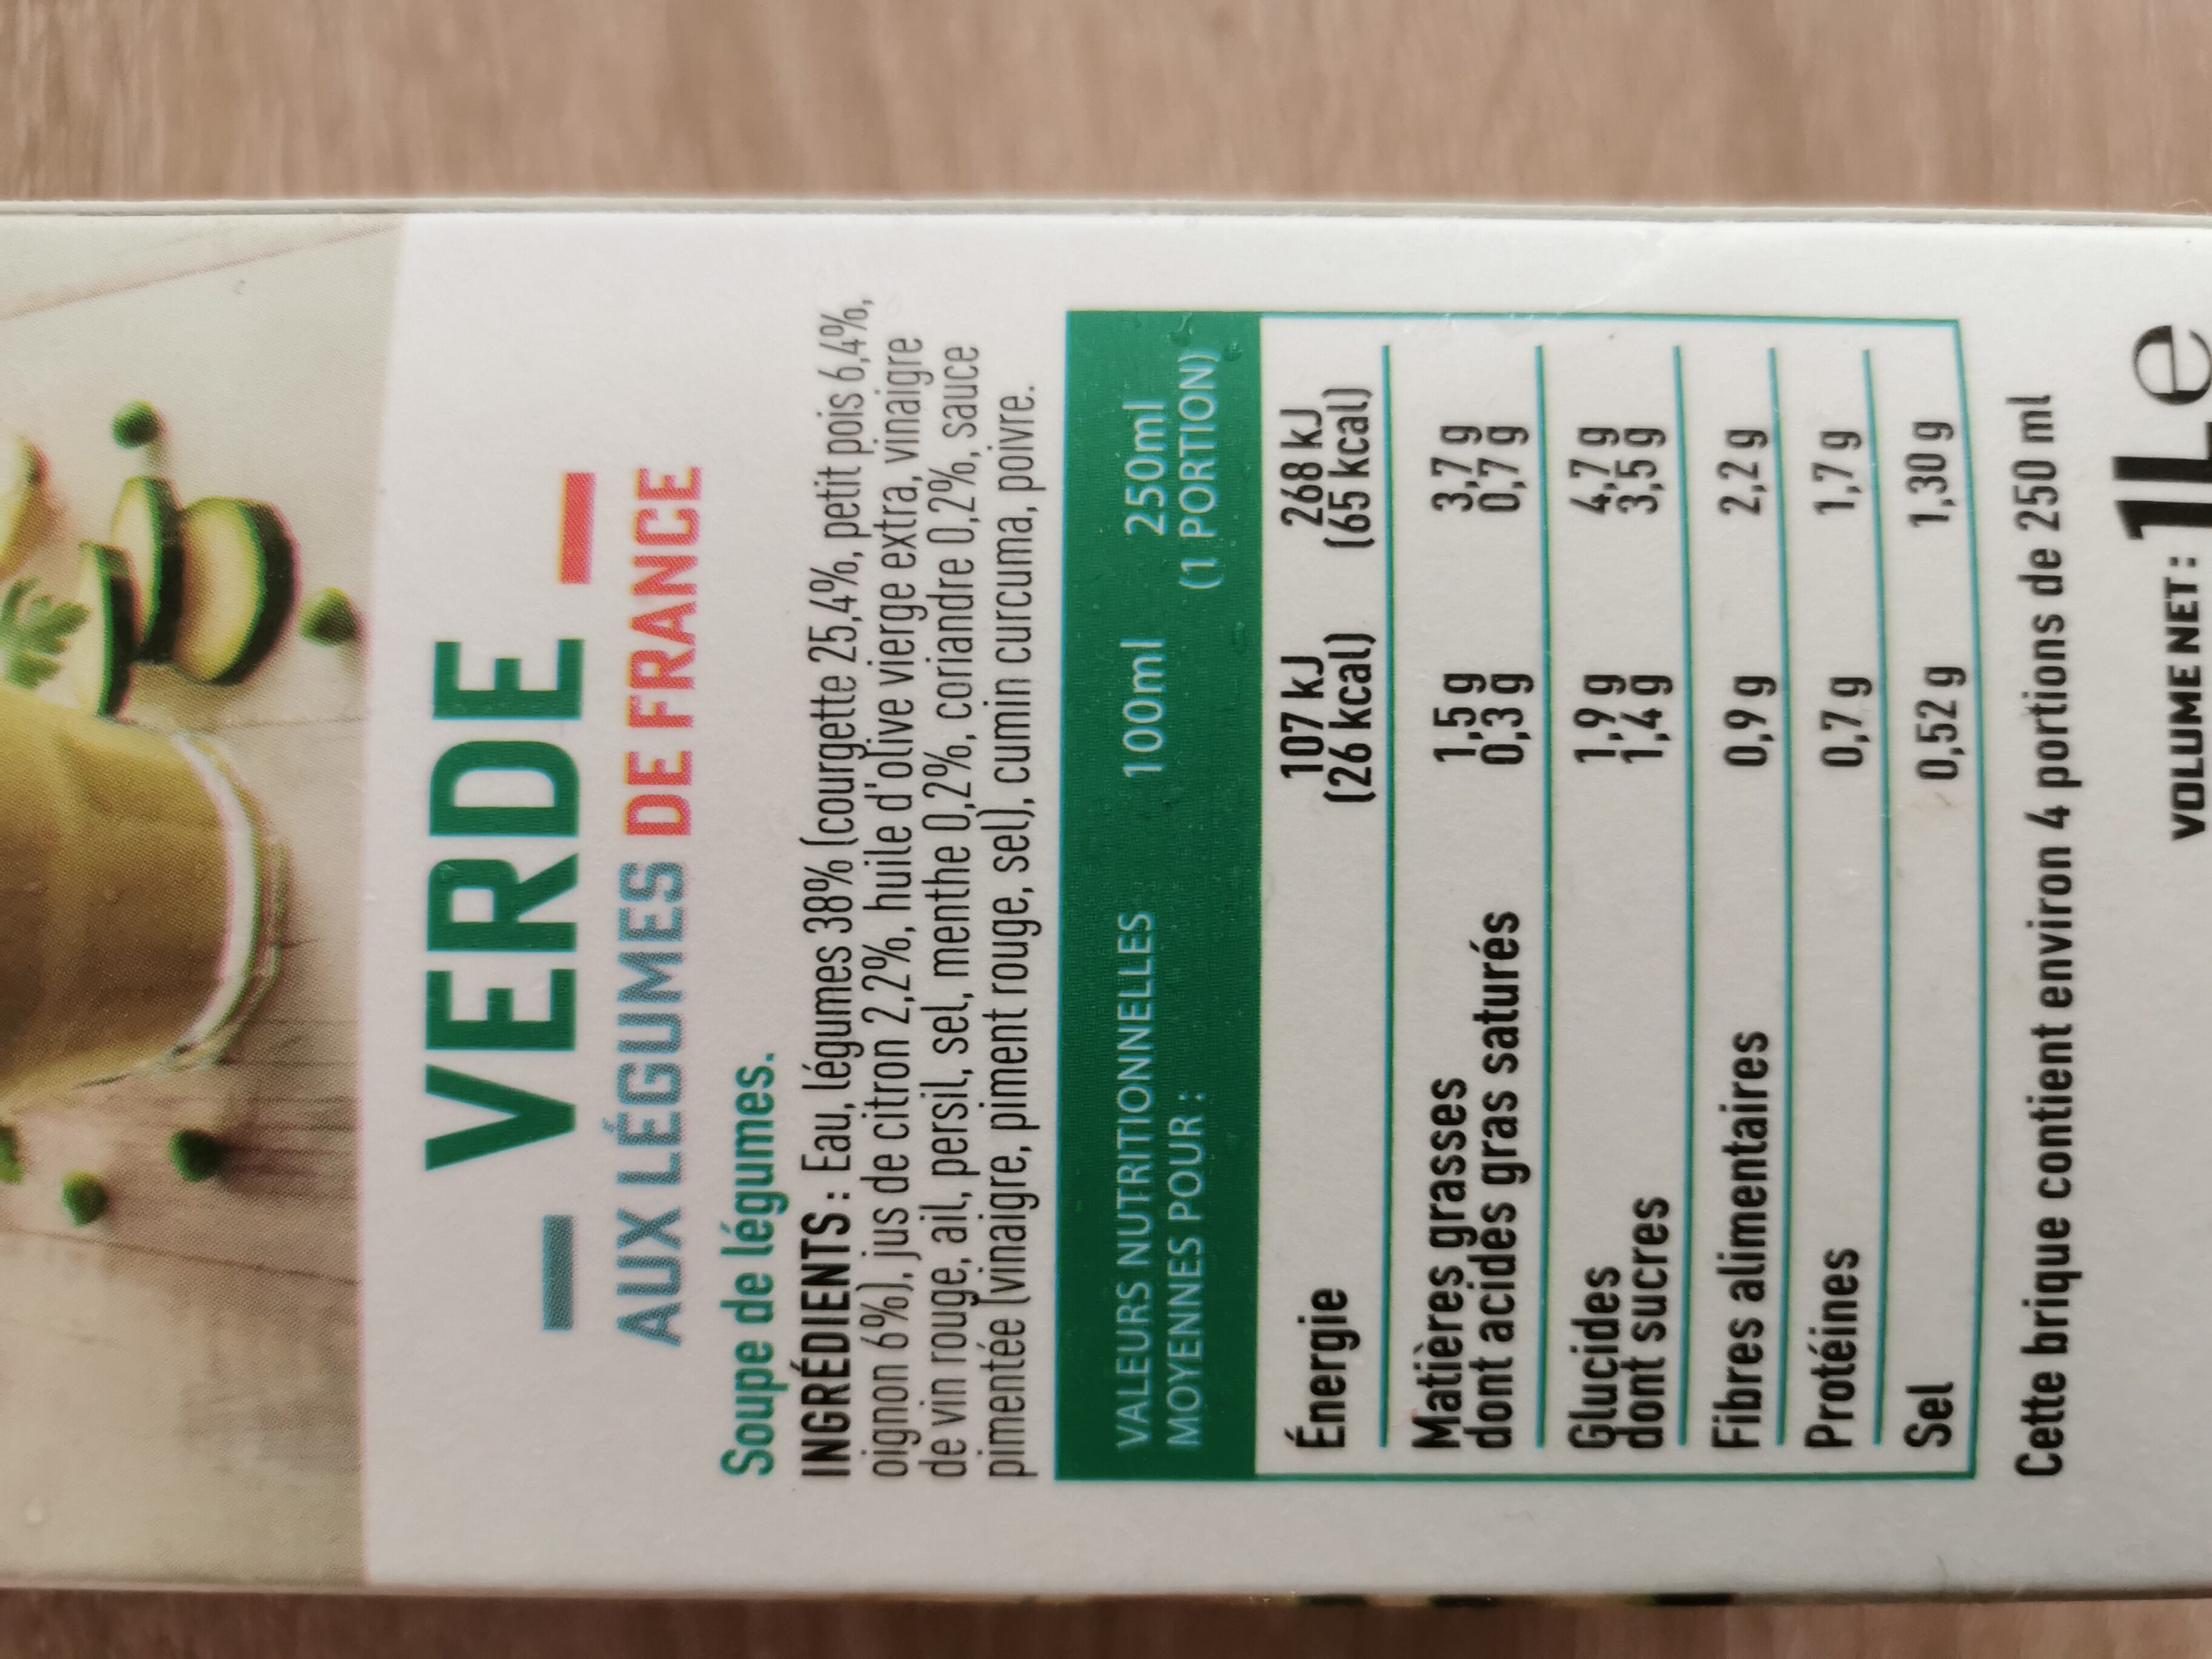 VERDE
AUX LÉGUMES DE FRANCE
Soupe de légumes.
INGRÉDIENTS : Eau, légumes 38% (courgette 25,4%, petit pois 6,4%,
oignon 6%), jus de citron 2,2%, huile d'olive vierge extra, vinaigre
de vin rouge, ail, persil, sel, menthe 0,2%, coriandre 0,2%, sauce
pimentée (vinaigre, piment rouge, sel), cumin curcuma, poivre.
VALEURS NUTRITIONNELLES 100ml 250ml
MOYENNES POUR : (1 PORTION)
Énergie 107 kJ 268 kJ
(26 kcal) (65 kcal)
Matières grasses 1,5 g 3,7 g
dont acides gras saturés 0,3 g 0,7 g
Glucides 1,9 g 4,7 g
dont sucres 1,4 g 3,5 g
Fibres alimentaires 0,9 g 2,2 g
Protéines 0,7 g 1,7 g
Sel 0,52 g 1,30 g
Cette brique contient environ 4 portions de 250 ml
VOLUME NET : 1L e